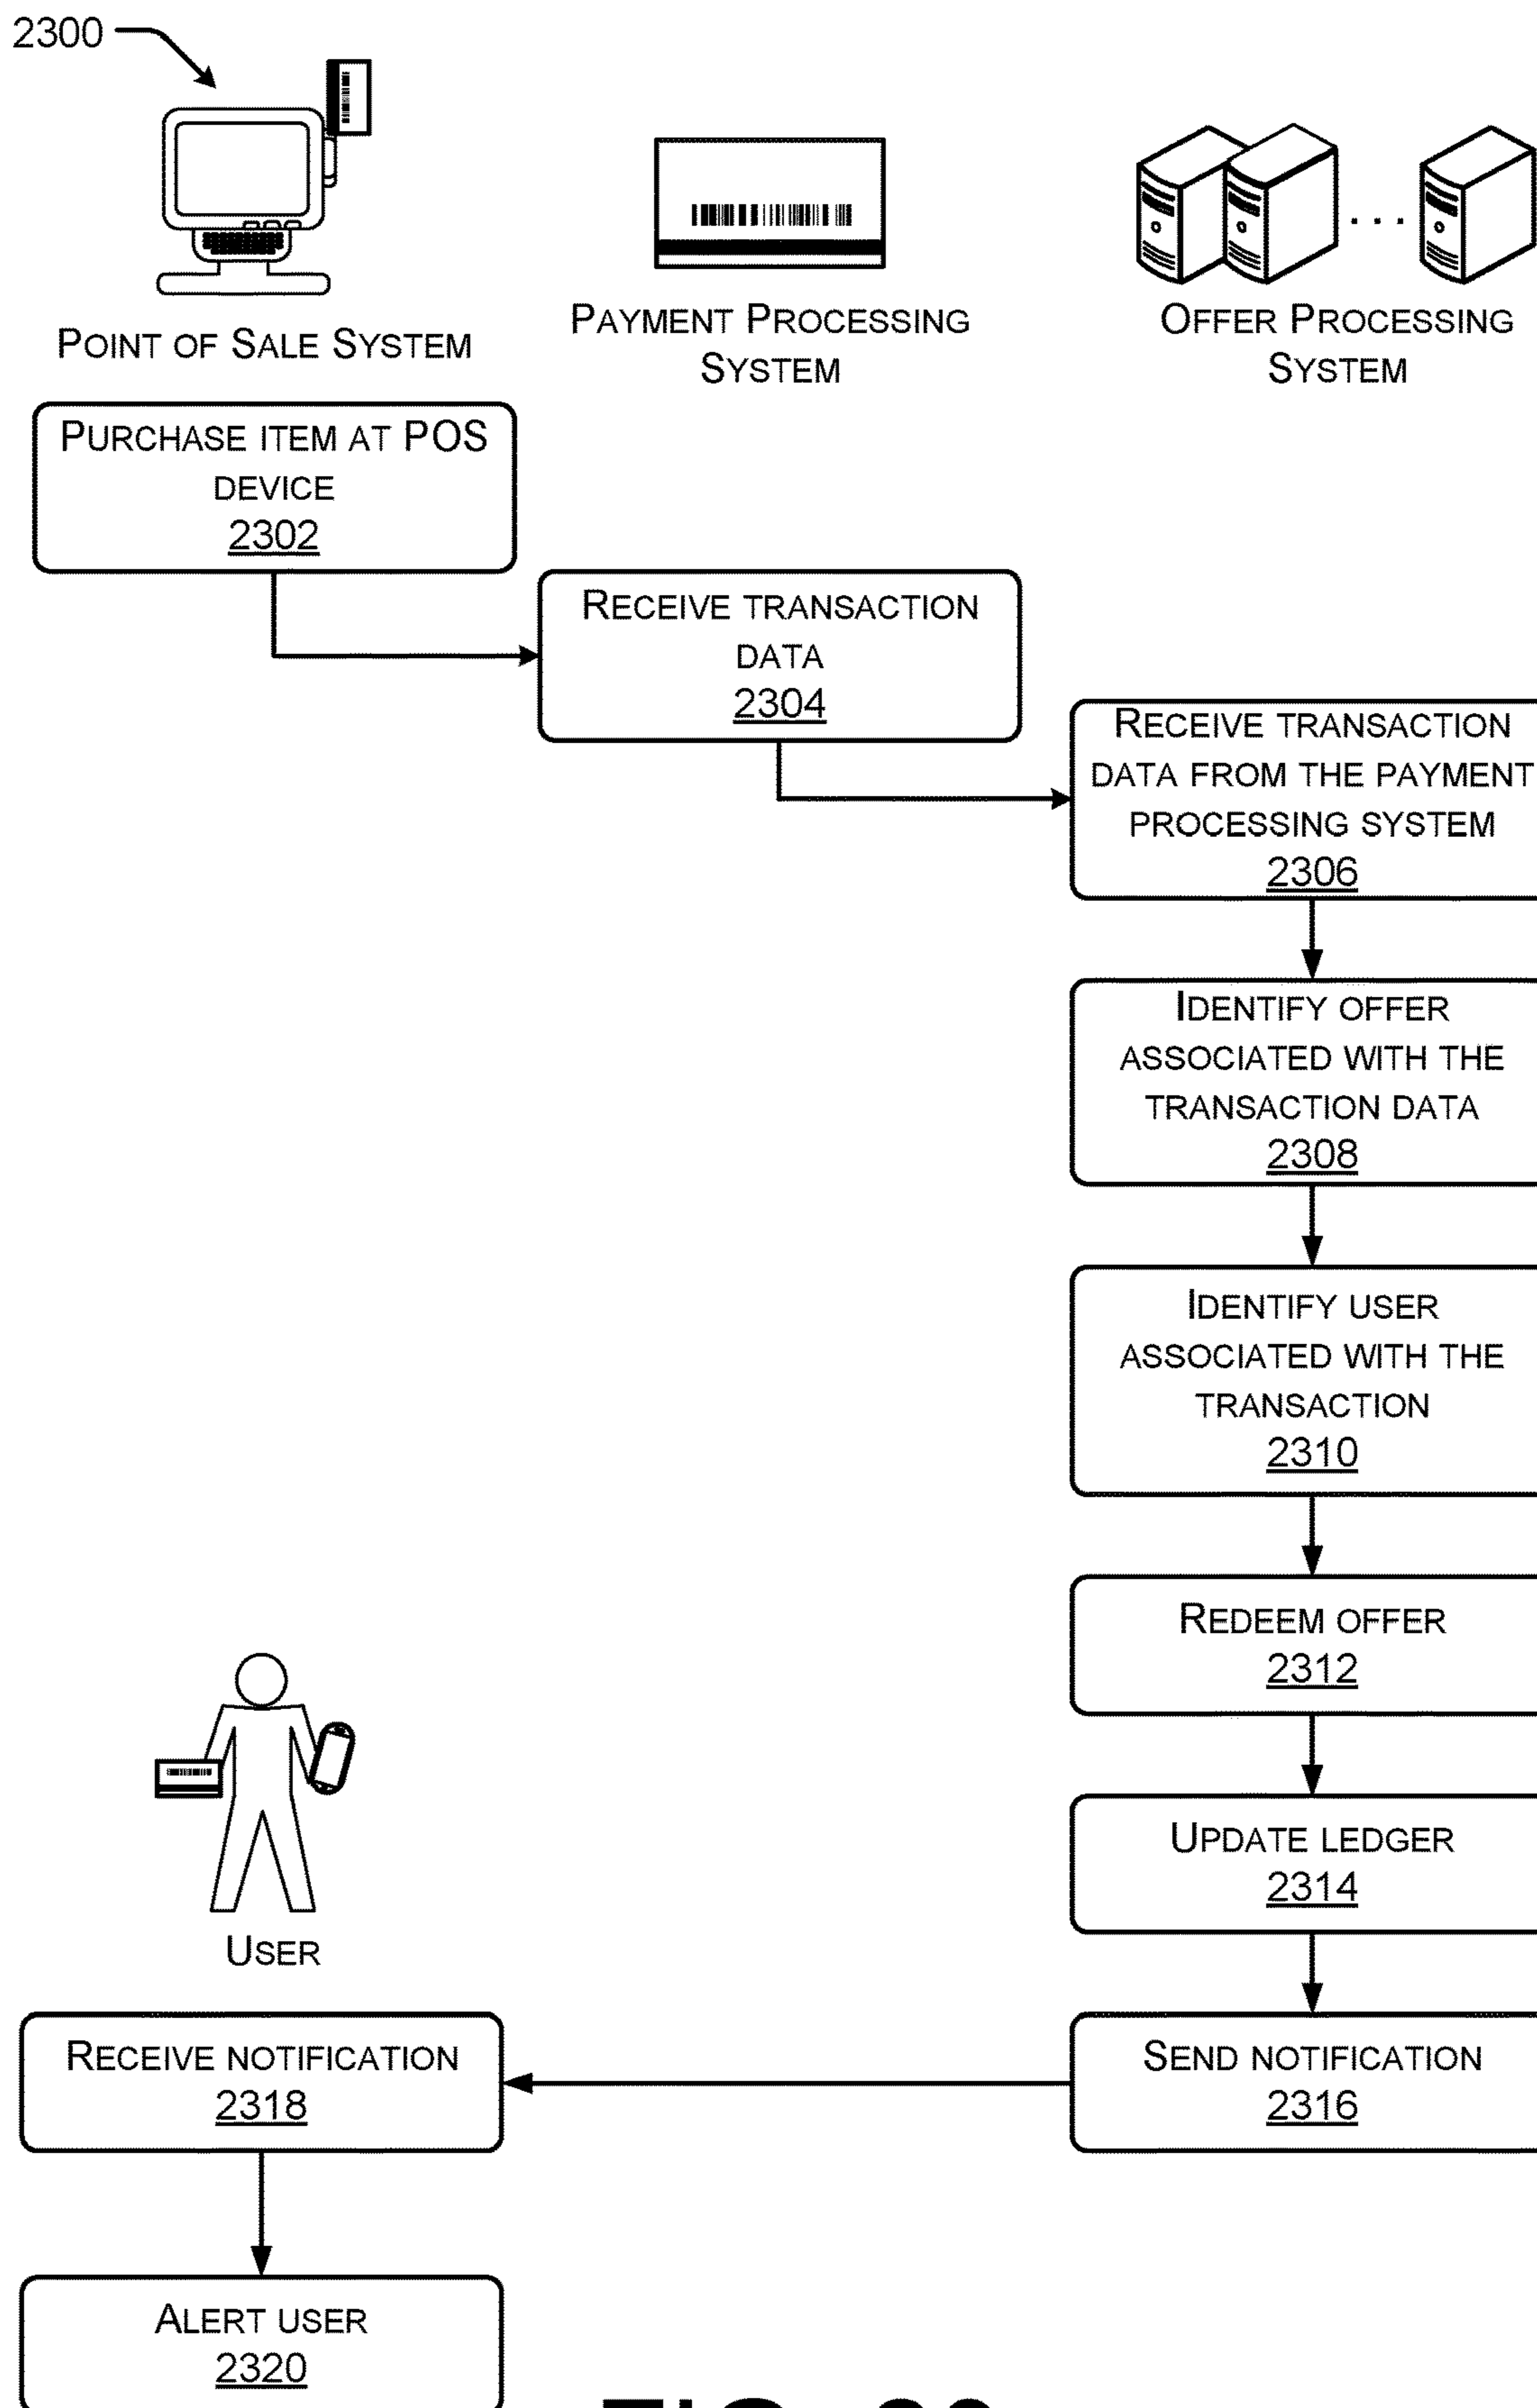 2300
POINT OF SALE SYSTEM
PAYMENT PROCESSING
SYSTEM
OFFER PROCESSING
SYSTEM
PURCHASE ITEM AT POS
DEVICE
2302
RECEIVE TRANSACTION
DATA
2304
RECEIVE TRANSACTION
DATA FROM THE PAYMENT
PROCESSING SYSTEM
2306
IDENTIFY OFFER
ASSOCIATED WITH THE
TRANSACTION DATA
2308
IDENTIFY USER
ASSOCIATED WITH THE
TRANSACTION
2310
REDEEM OFFER
2312
UPDATE LEDGER
2314
USER
SEND NOTIFICATION
2316
RECEIVE NOTIFICATION
2318
ALERT USER
2320